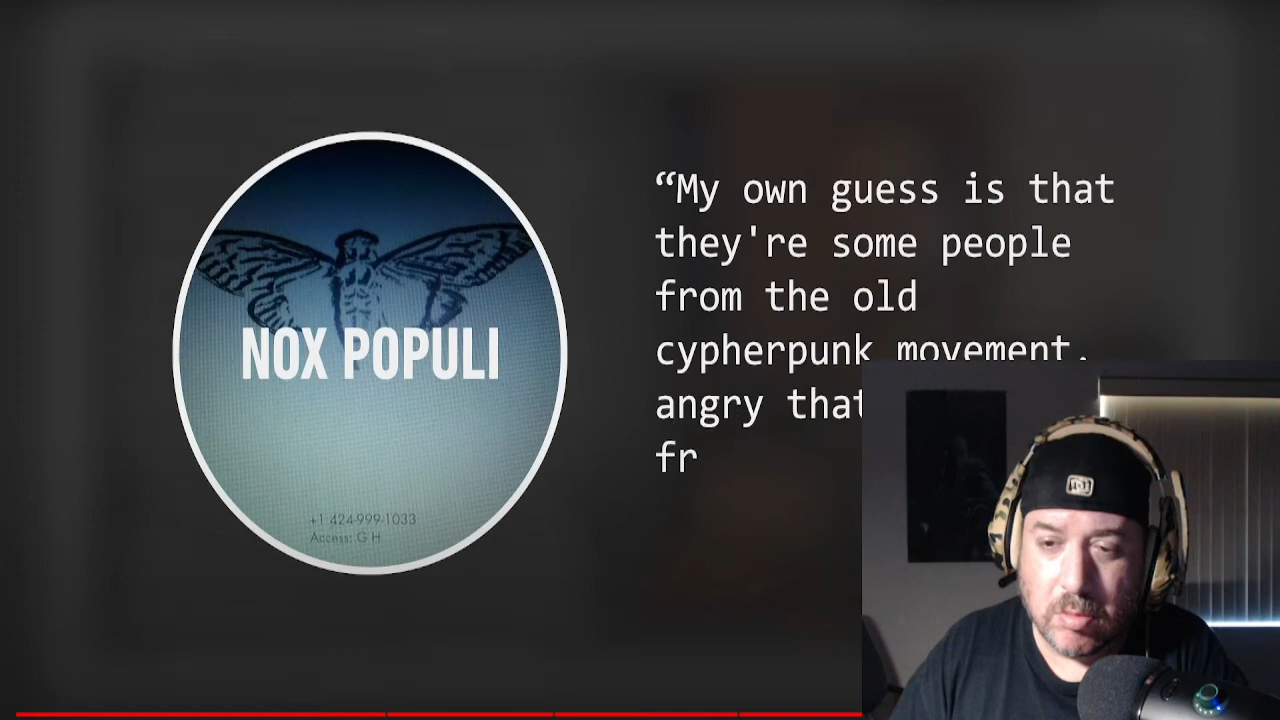 “My own guess is that
they're some people
from the old
cypherpunk movement,
angry that
fr
NOX POPULI
+1-424-999-1033
Access: G H